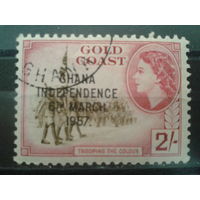 GOLD
COAST
GHANA
INDEPENDENCE
6TH MARCH
1957
2/-
TROOPING THE COLOUR